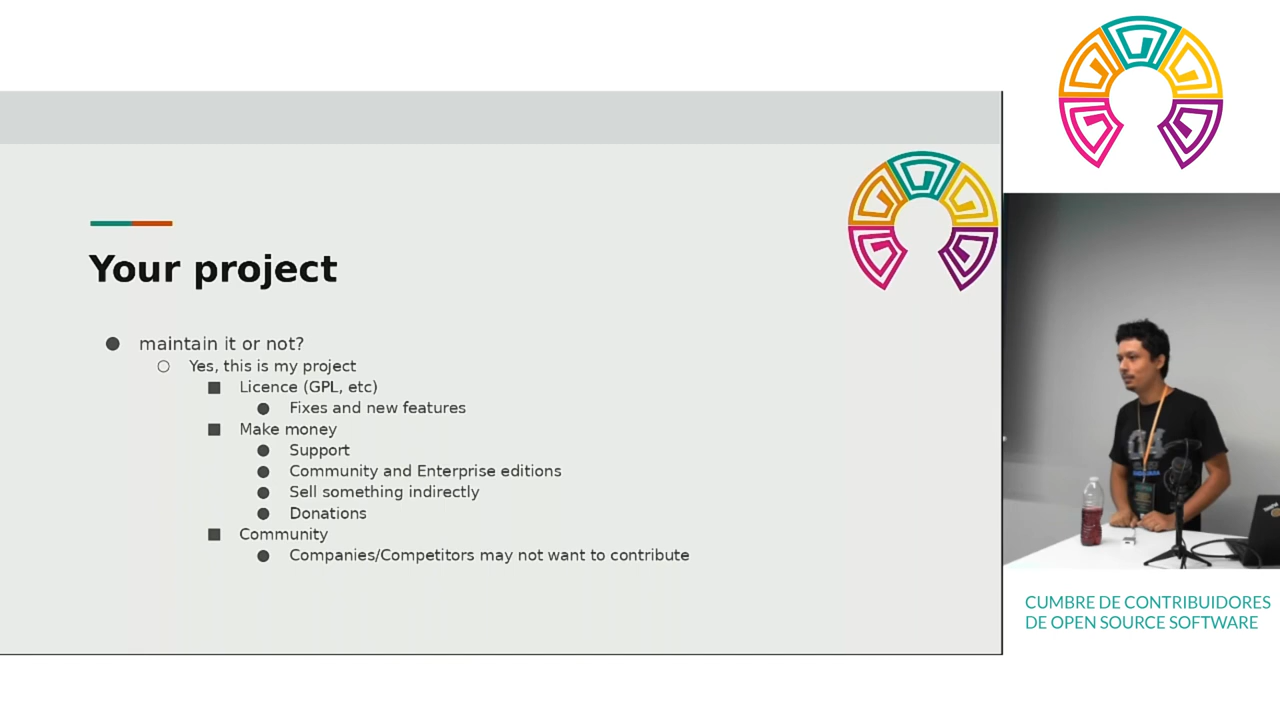 Your project
maintain it or not?
Yes, this is my project
Licence (GPL, etc)
Fixes and new features
Make money
Support
Community and Enterprise editions
Sell something indirectly
Donations
Community
Companies/Competitors may not want to contribute
CUMBRE DE CONTRIBUIDORES
DE OPEN SOURCE SOFTWARE